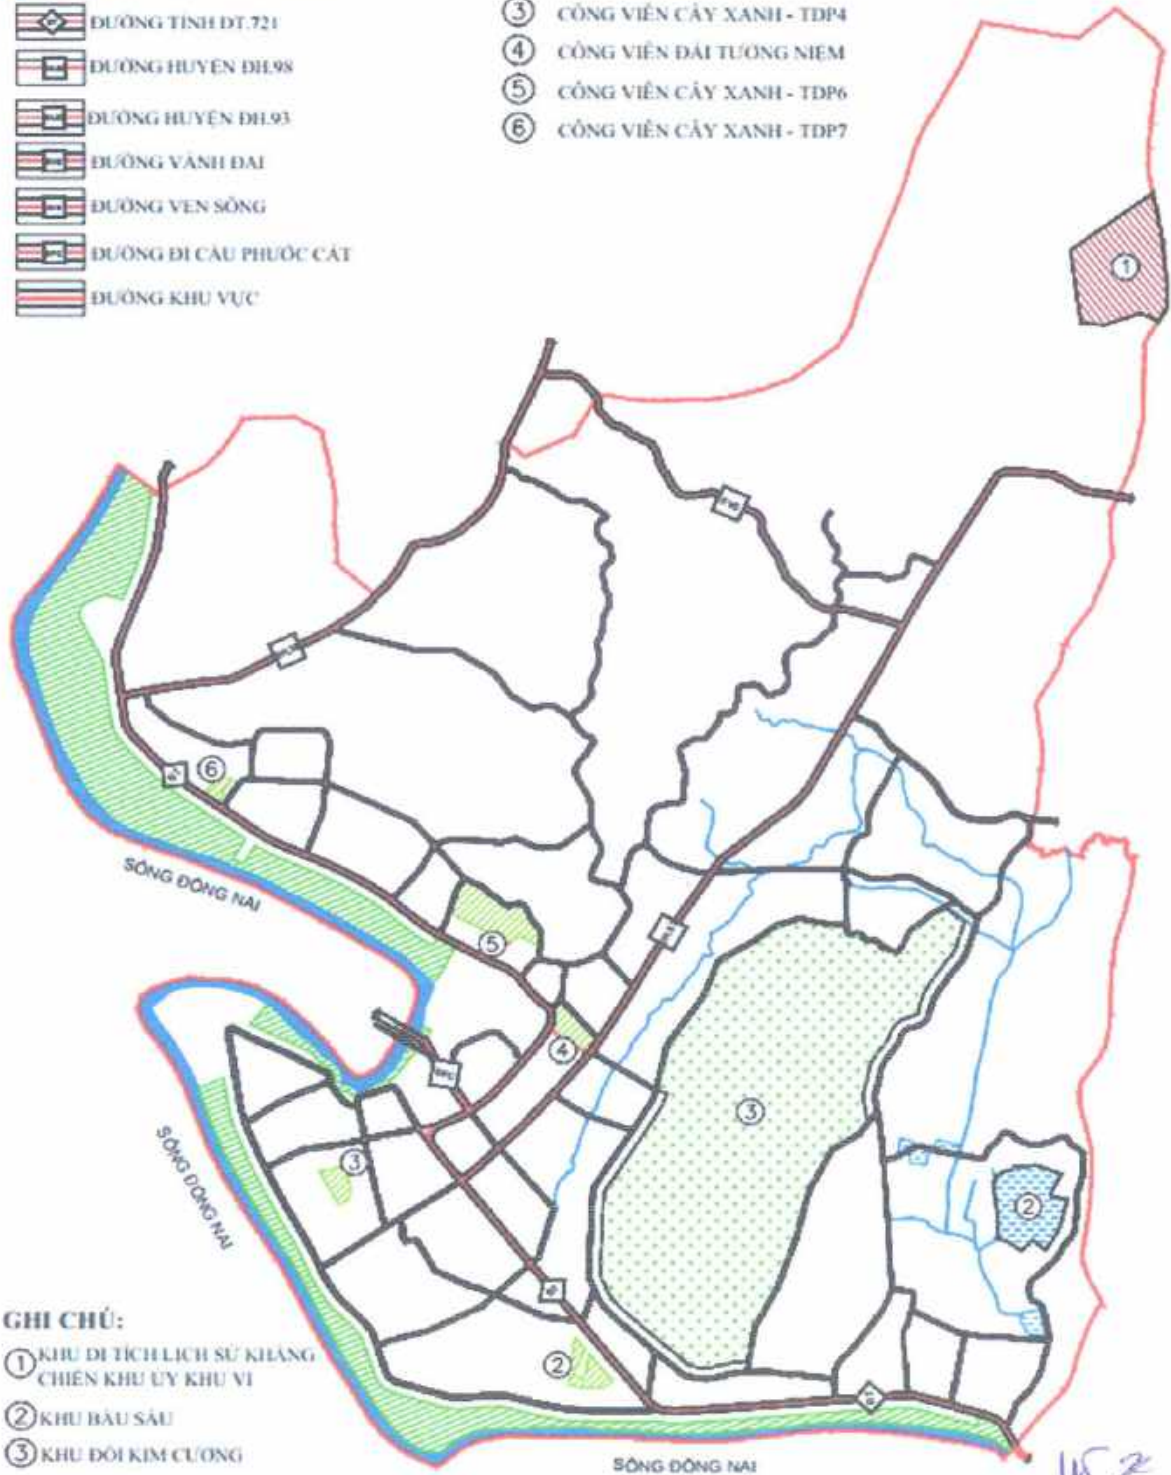 ĐƯỜNG TỈNH ĐT.721
ĐƯỜNG HUYỆN ĐH.98
ĐƯỜNG HUYỆN ĐH.93
ĐƯỜNG VÀNH ĐAI
ĐƯỜNG VEN SÔNG
ĐƯỜNG ĐI CẦU PHƯỚC CÁT
ĐƯỜNG KHU VỰC
3 CÔNG VIÊN CÂY XANH - TDP4
4 CÔNG VIÊN ĐÀI TƯỞNG NIỆM
5 CÔNG VIÊN CÂY XANH - TDP6
6 CÔNG VIÊN CÂY XANH - TDP7
1
6
SÔNG ĐỒNG NAI
5
4
3
3
SÔNG ĐỒNG NAI
2
2
SÔNG ĐỒNG NAI
GHI CHÚ:
1 KHU DI TÍCH LỊCH SỬ KHÁNG
CHIẾN KHU ỦY KHU VI
2 KHU BÀU SẤU
3 KHU ĐỒI KIM CƯƠNG